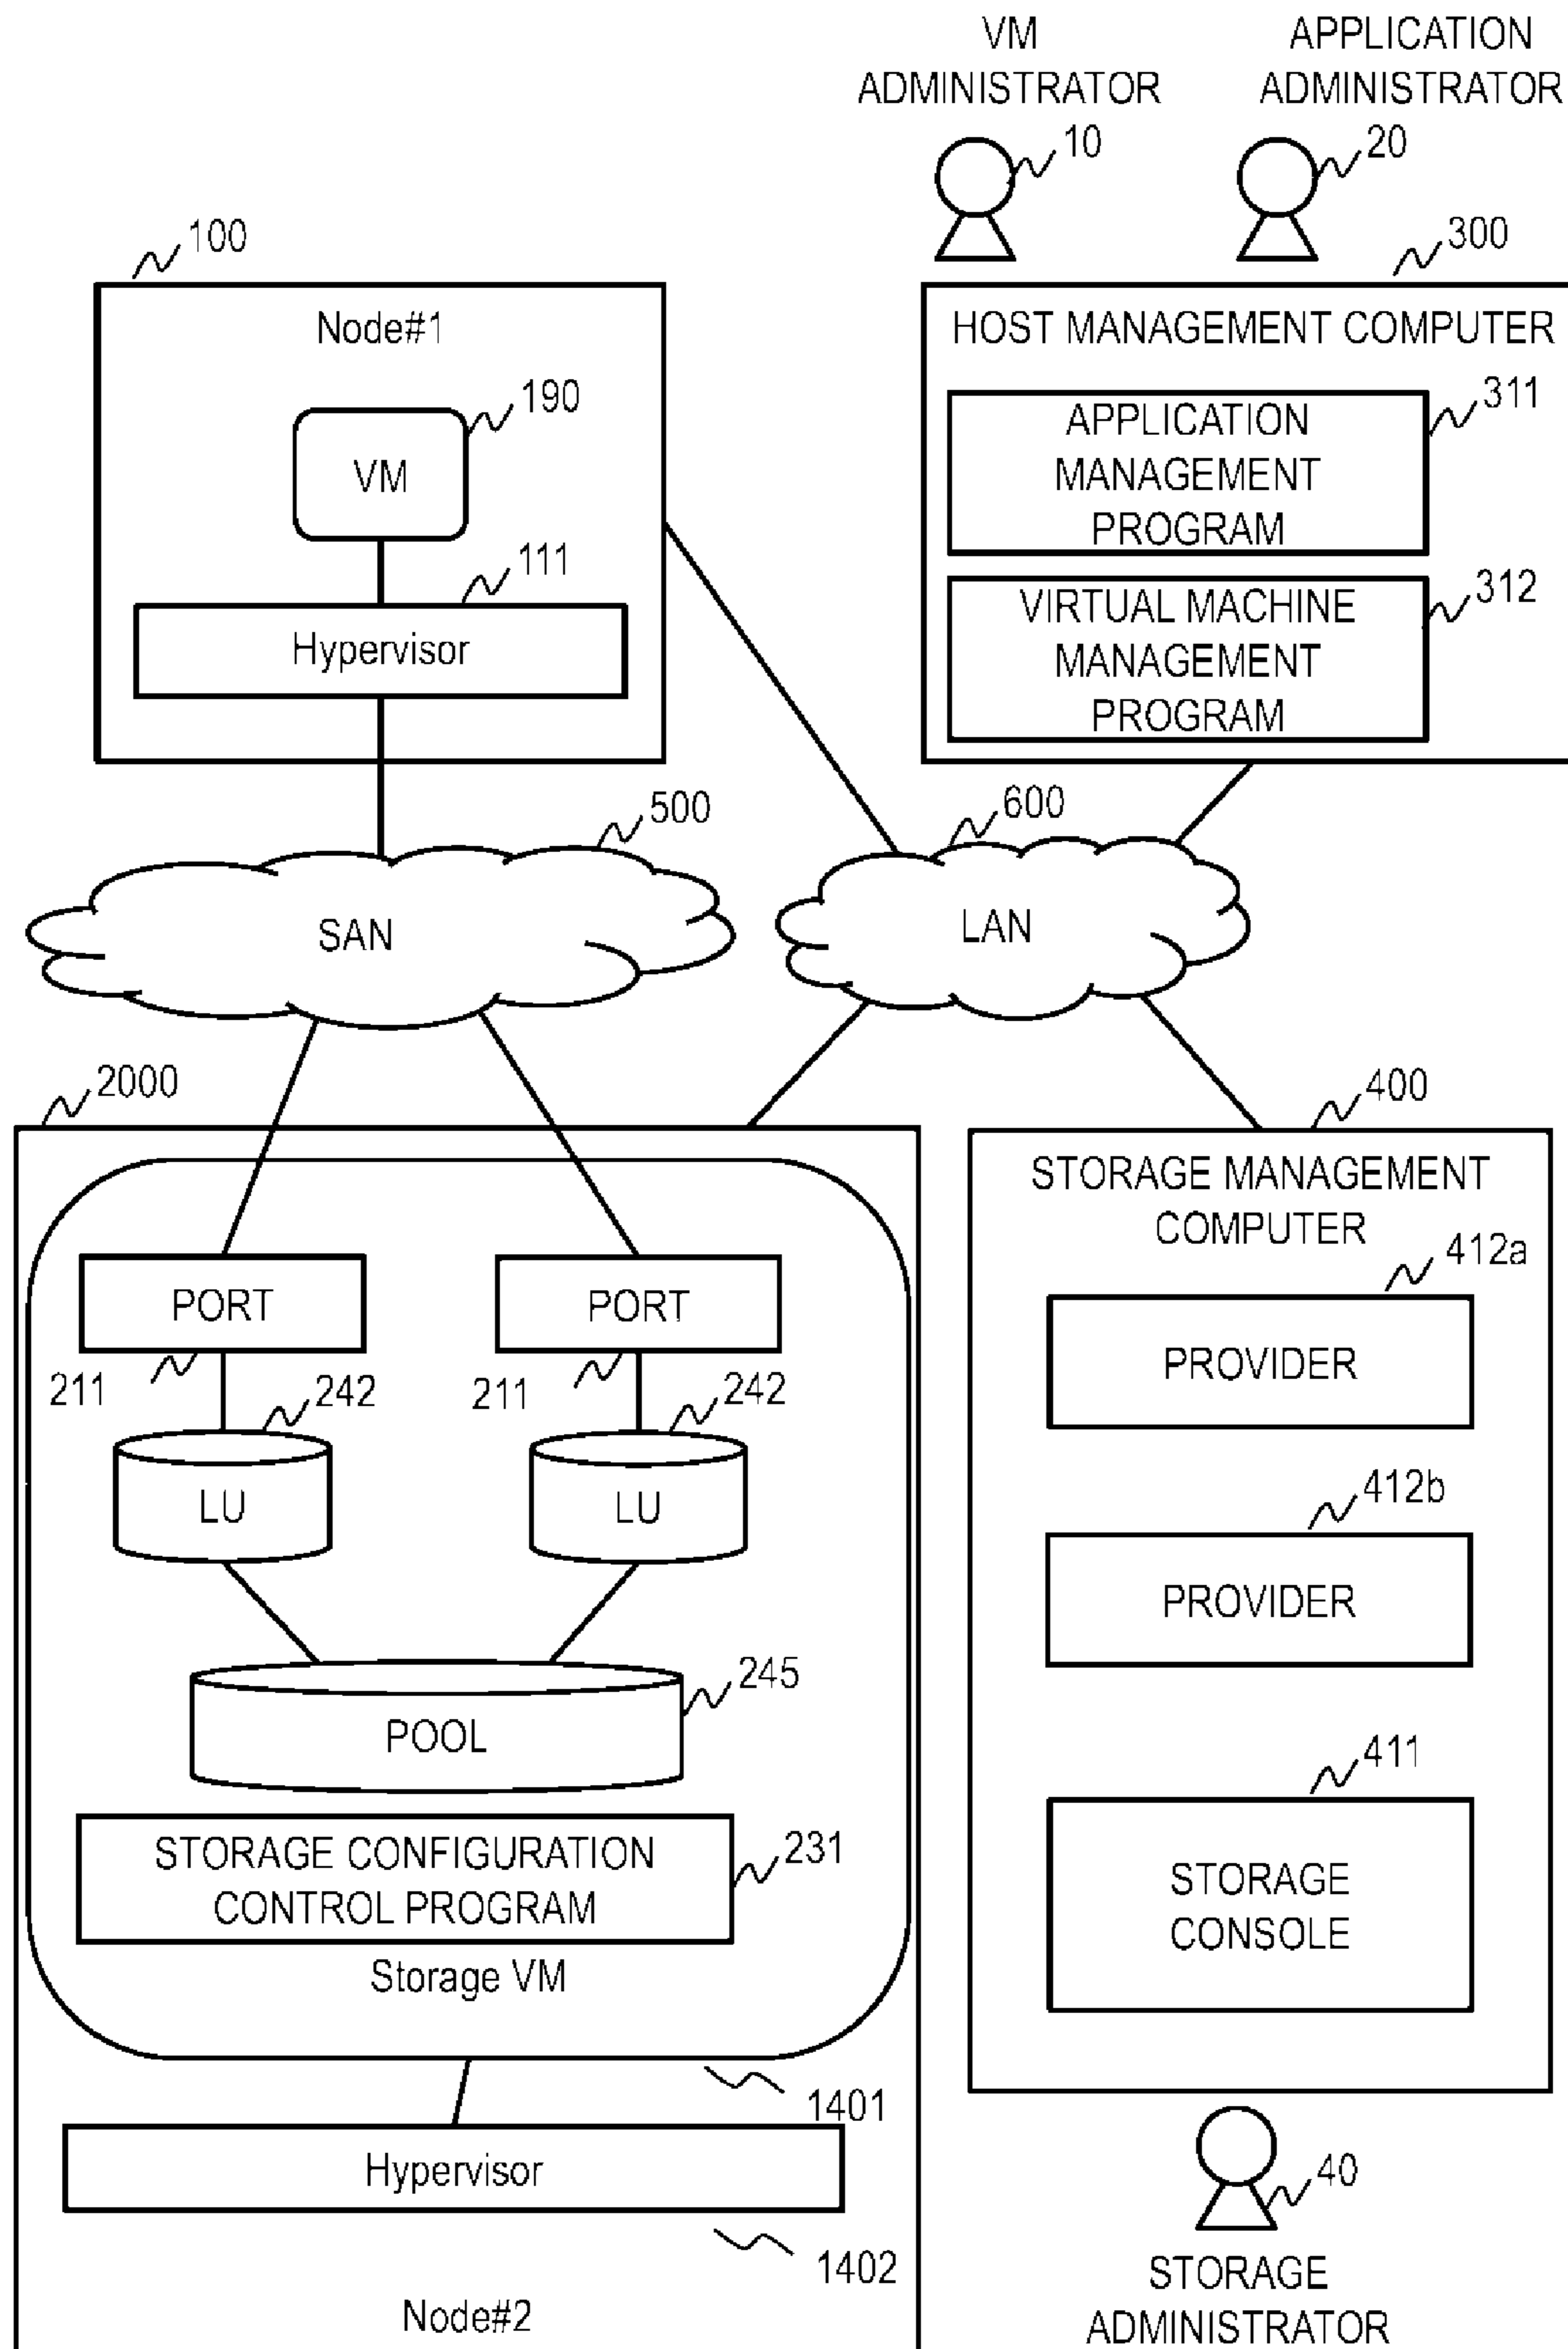 VM
ADMINISTRATOR
10
APPLICATION
ADMINISTRATOR
20
100
Node#1
190
VM
111
Hypervisor
300
HOST MANAGEMENT COMPUTER
311
APPLICATION
MANAGEMENT
PROGRAM
312
VIRTUAL MACHINE
MANAGEMENT
PROGRAM
500
SAN
600
LAN
2000
PORT
PORT
211
242
211
242
LU
LU
245
POOL
STORAGE CONFIGURATION
CONTROL PROGRAM
231
Storage VM
1401
Hypervisor
1402
Node#2
400
STORAGE MANAGEMENT
COMPUTER
412a
PROVIDER
412b
PROVIDER
411
STORAGE
CONSOLE
40
STORAGE
ADMINISTRATOR